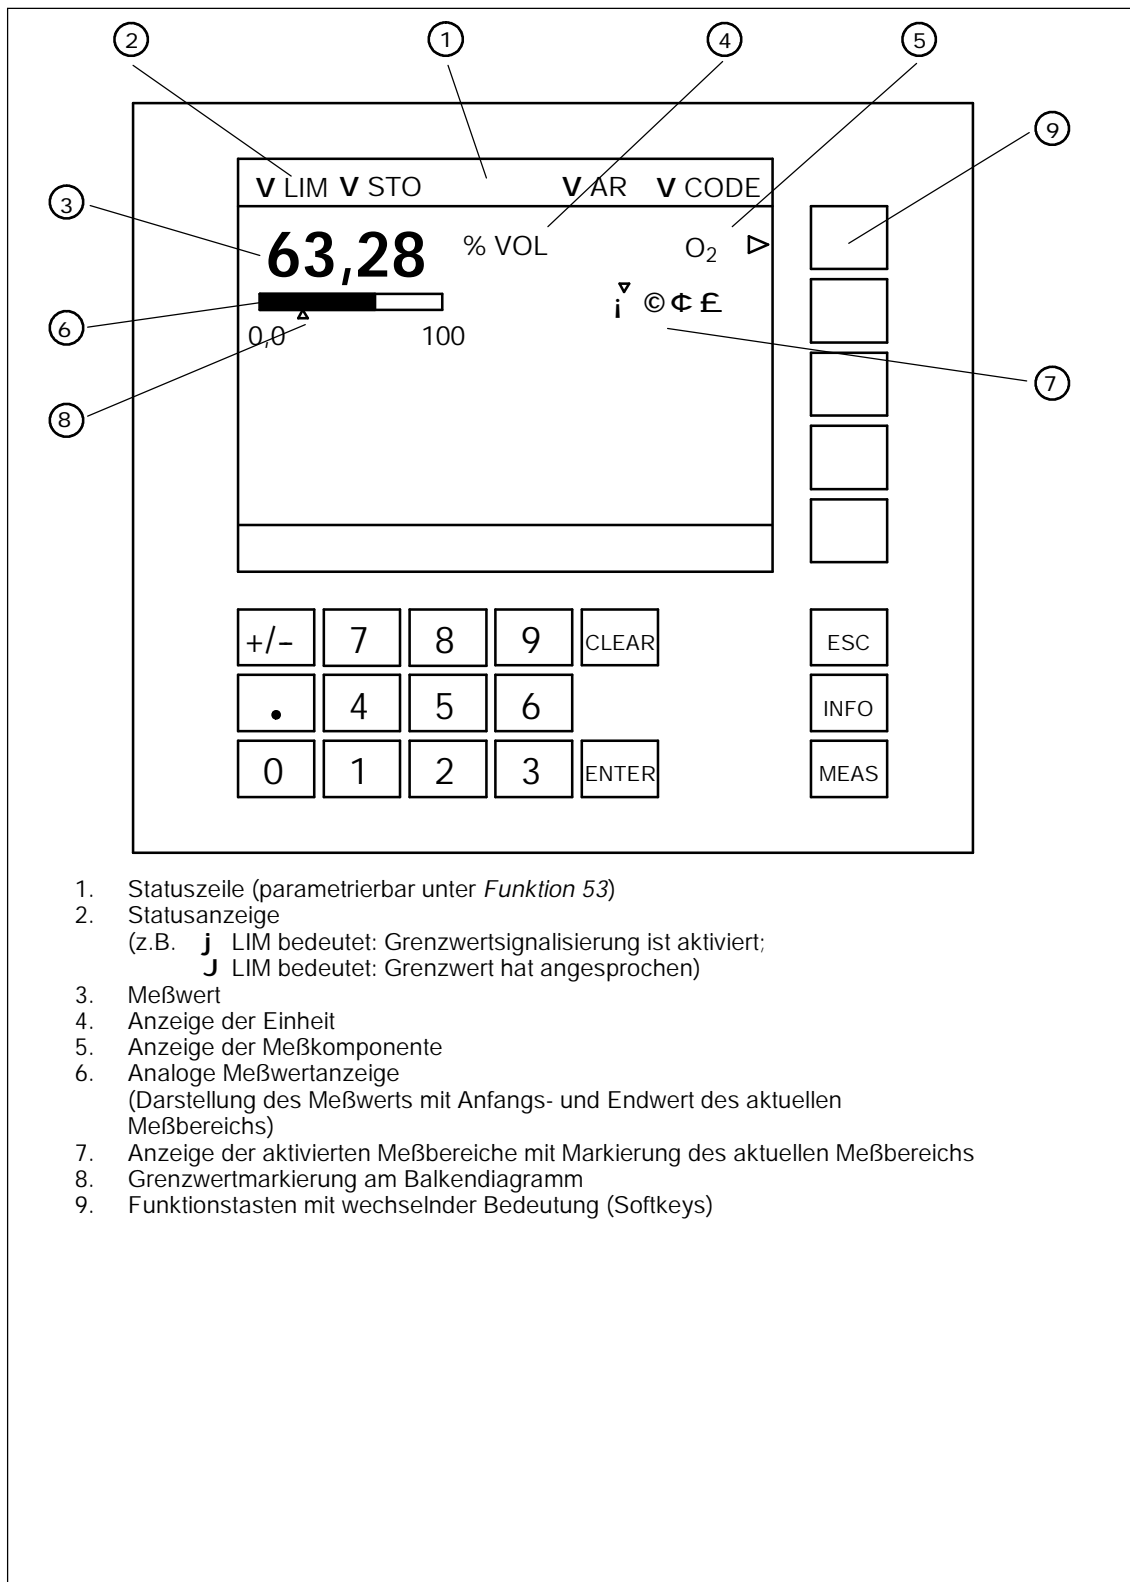 2 1 4 5
9
V LIM V STO V AR V CODE
3
63,28 % VOL O₂
¡ © ¢ £
6
0,0 100
7
8
+/- 7 8 9 CLEAR ESC
. 4 5 6 INFO
0 1 2 3 ENTER MEAS
1. Statuszeile (parametrierbar unter Funktion 53)
2. Statusanzeige
(z.B. j LIM bedeutet: Grenzwertsignalisierung ist aktiviert;
J LIM bedeutet: Grenzwert hat angesprochen)
3. Meßwert
4. Anzeige der Einheit
5. Anzeige der Meßkomponente
6. Analoge Meßwertanzeige
(Darstellung des Meßwerts mit Anfangs- und Endwert des aktuellen
Meßbereichs)
7. Anzeige der aktivierten Meßbereiche mit Markierung des aktuellen Meßbereichs
8. Grenzwertmarkierung am Balkendiagramm
9. Funktionstasten mit wechselnder Bedeutung (Softkeys)